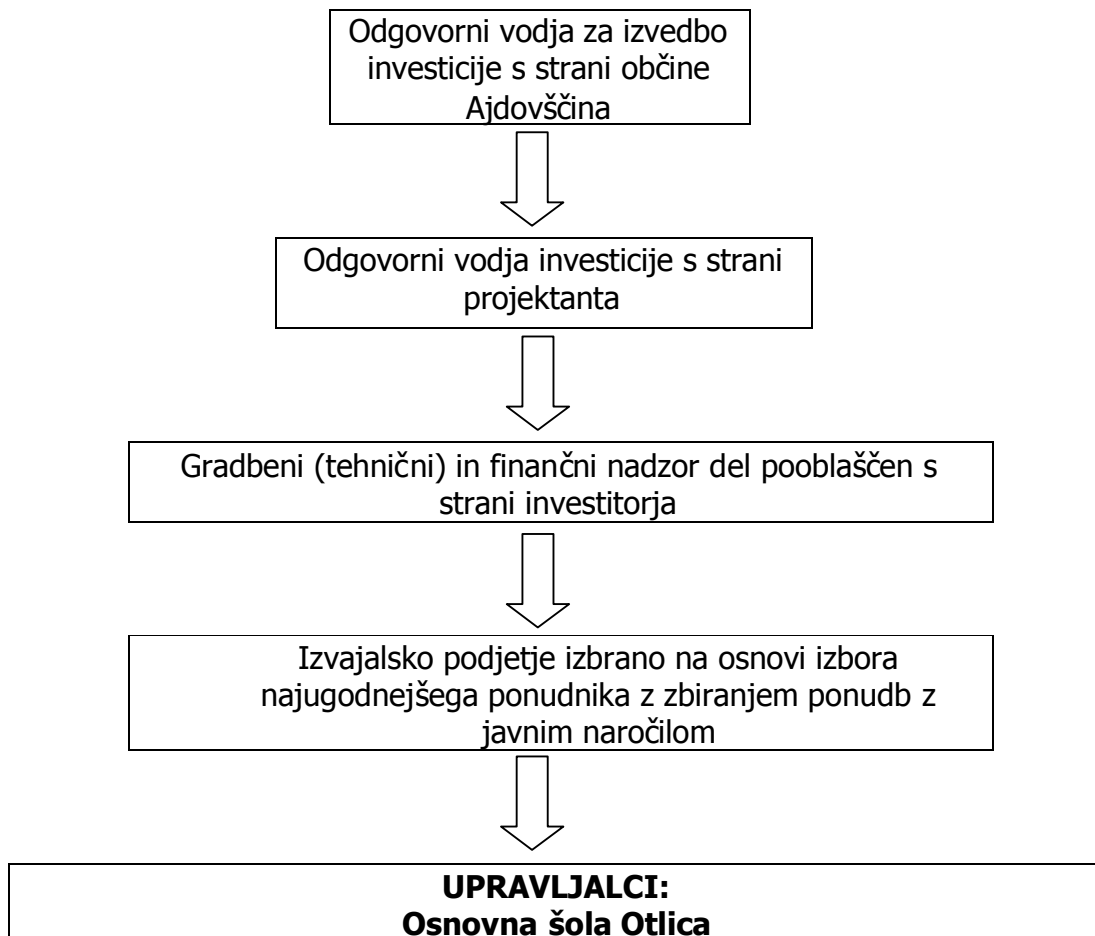 Odgovorni vodja za izvedbo
investicije s strani občine
Ajdovščina
Odgovorni vodja investicije s strani
projektanta
Gradbeni (tehnični) in finančni nadzor del pooblaščen s
strani investitorja
Izvajalsko podjetje izbrano na osnovi izbora
najugodnejšega ponudnika z zbiranjem ponudb z
javnim naročilom
UPRAVLJALCI:
Osnovna šola Otlica